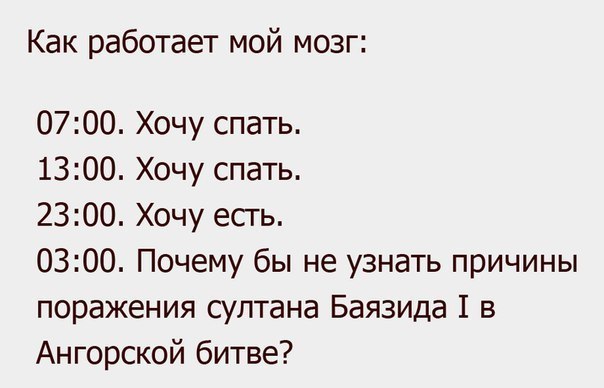 Как работает мой мозг:
07:00. Хочу спать.
13:00. Хочу спать.
23:00. Хочу есть.
03:00. Почему бы не узнать причины
поражения султана Баязида I в
Ангорской битве?